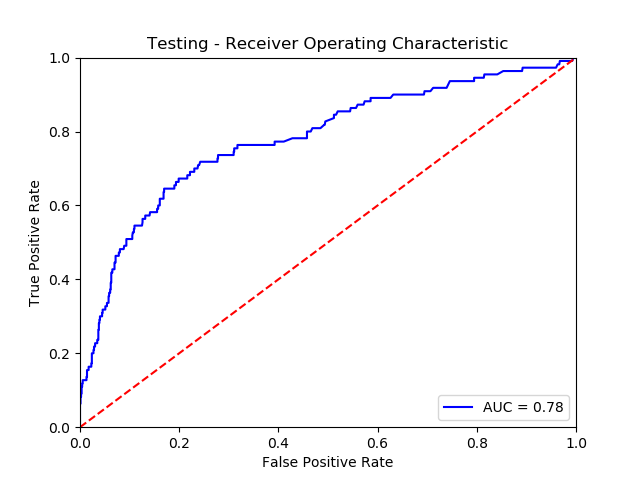 Testing - Receiver Operating Characteristic
1.0
0.8
0.6
0.4
0.2
0.0
True Positive Rate
AUC = 0.78
0.0 0.2 0.4 0.6 0.8 1.0
False Positive Rate